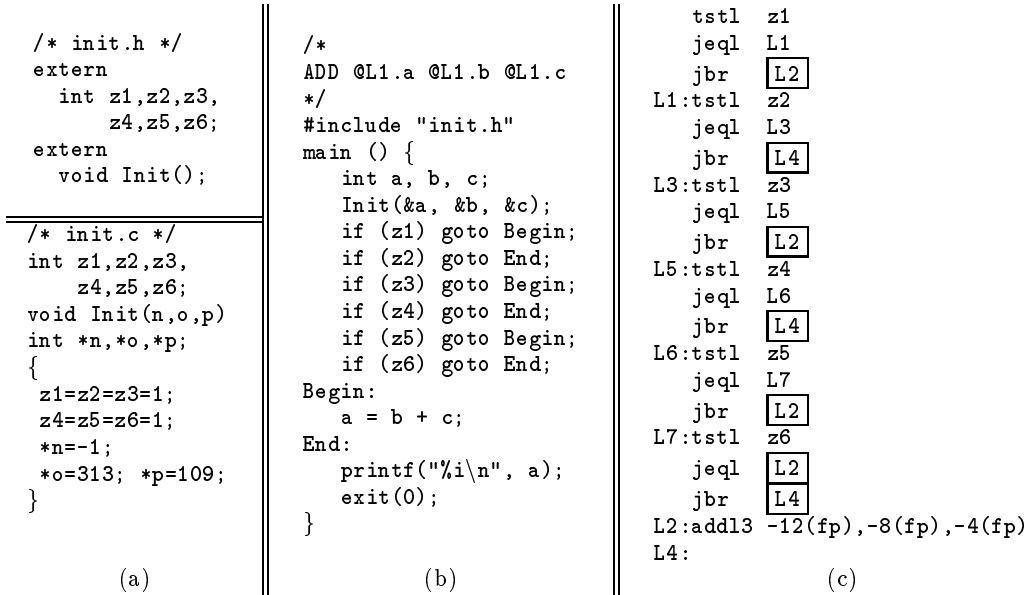 /* init.h */
extern
int z1,z2,z3,
z4,z5,z6;
extern
void Init();
/* init.c */
int z1,z2,z3,
z4,z5,z6;
void Init(n,o,p)
int *n,*o,*p;
{
z1=z2=z3=1;
z4=z5=z6=1;
*n=-1;
*o=313; *p=109;
}
(a)
/*
ADD @L1.a @L1.b @L1.c
*/
#include "init.h"
main () {
int a, b, c;
Init(&a, &b, &c);
if (z1) goto Begin;
if (z2) goto End;
if (z3) goto Begin;
if (z4) goto End;
if (z5) goto Begin;
if (z6) goto End;
Begin:
a = b + c;
End:
printf("%i\n", a);
exit(0);
}
(b)
tstl z1
jeql L1
jbr L2
L1:tstl z2
jeql L3
jbr L4
L3:tstl z3
jeql L5
jbr L2
L5:tstl z4
jeql L6
jbr L4
L6:tstl z5
jeql L7
jbr L2
L7:tstl z6
jeql L2
jbr L4
L2:addl3 -12(fp),-8(fp),-4(fp)
L4:
(c)